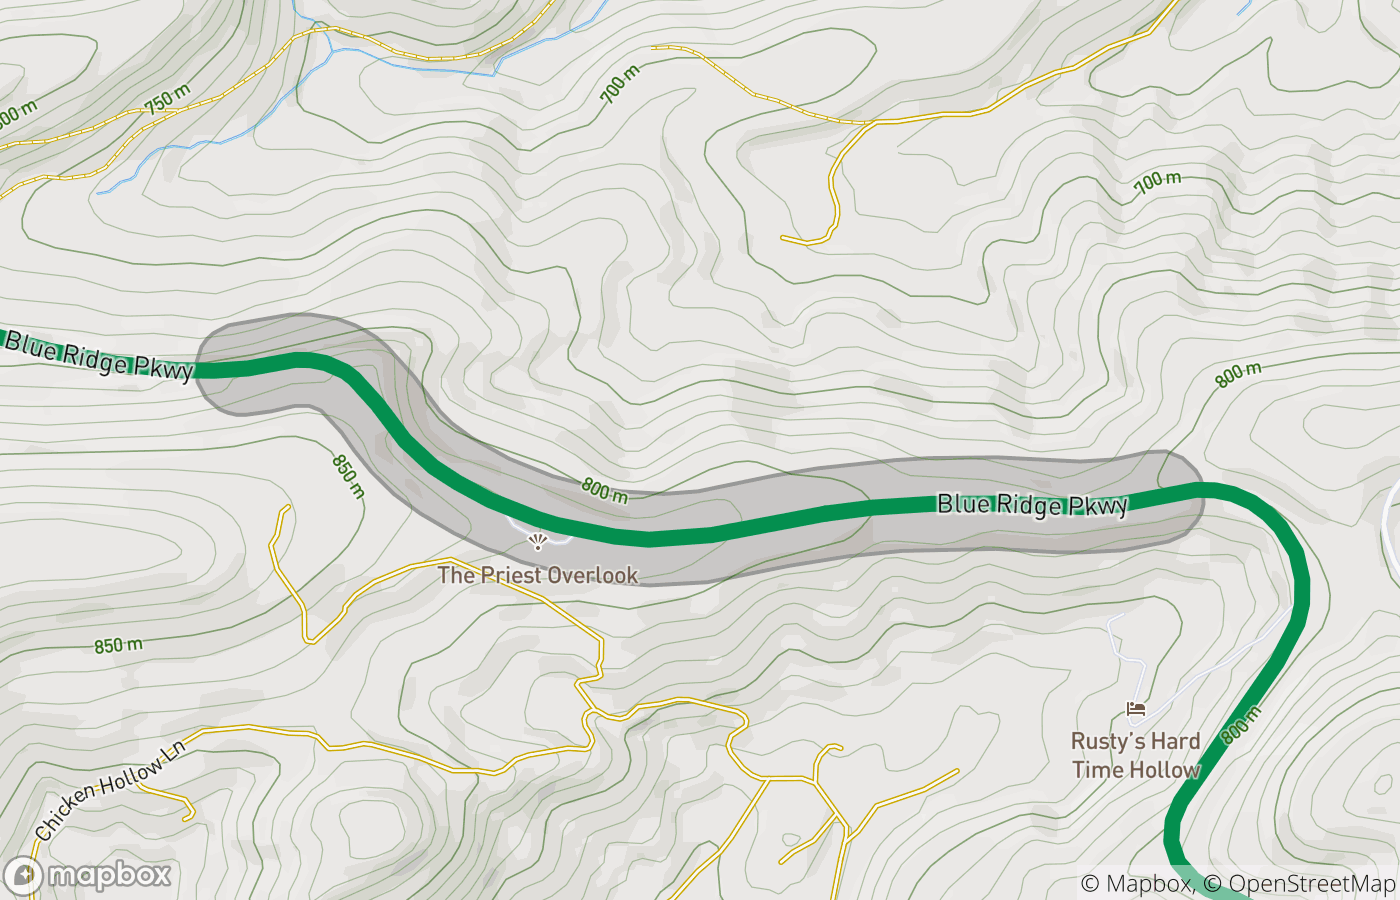 700 m
750 m
700 m
Blue Ridge Pkwy
800 m
850 m
800 m
Blue Ridge Pkwy
The Priest Overlook
850 m
Rusty's Hard
Time Hollow
800 m
Chicken Hollow Ln
mapbox
© Mapbox, © OpenStreetMap